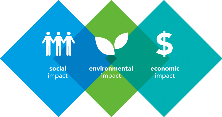 $
social
impact
environmental
impact
economic
impact